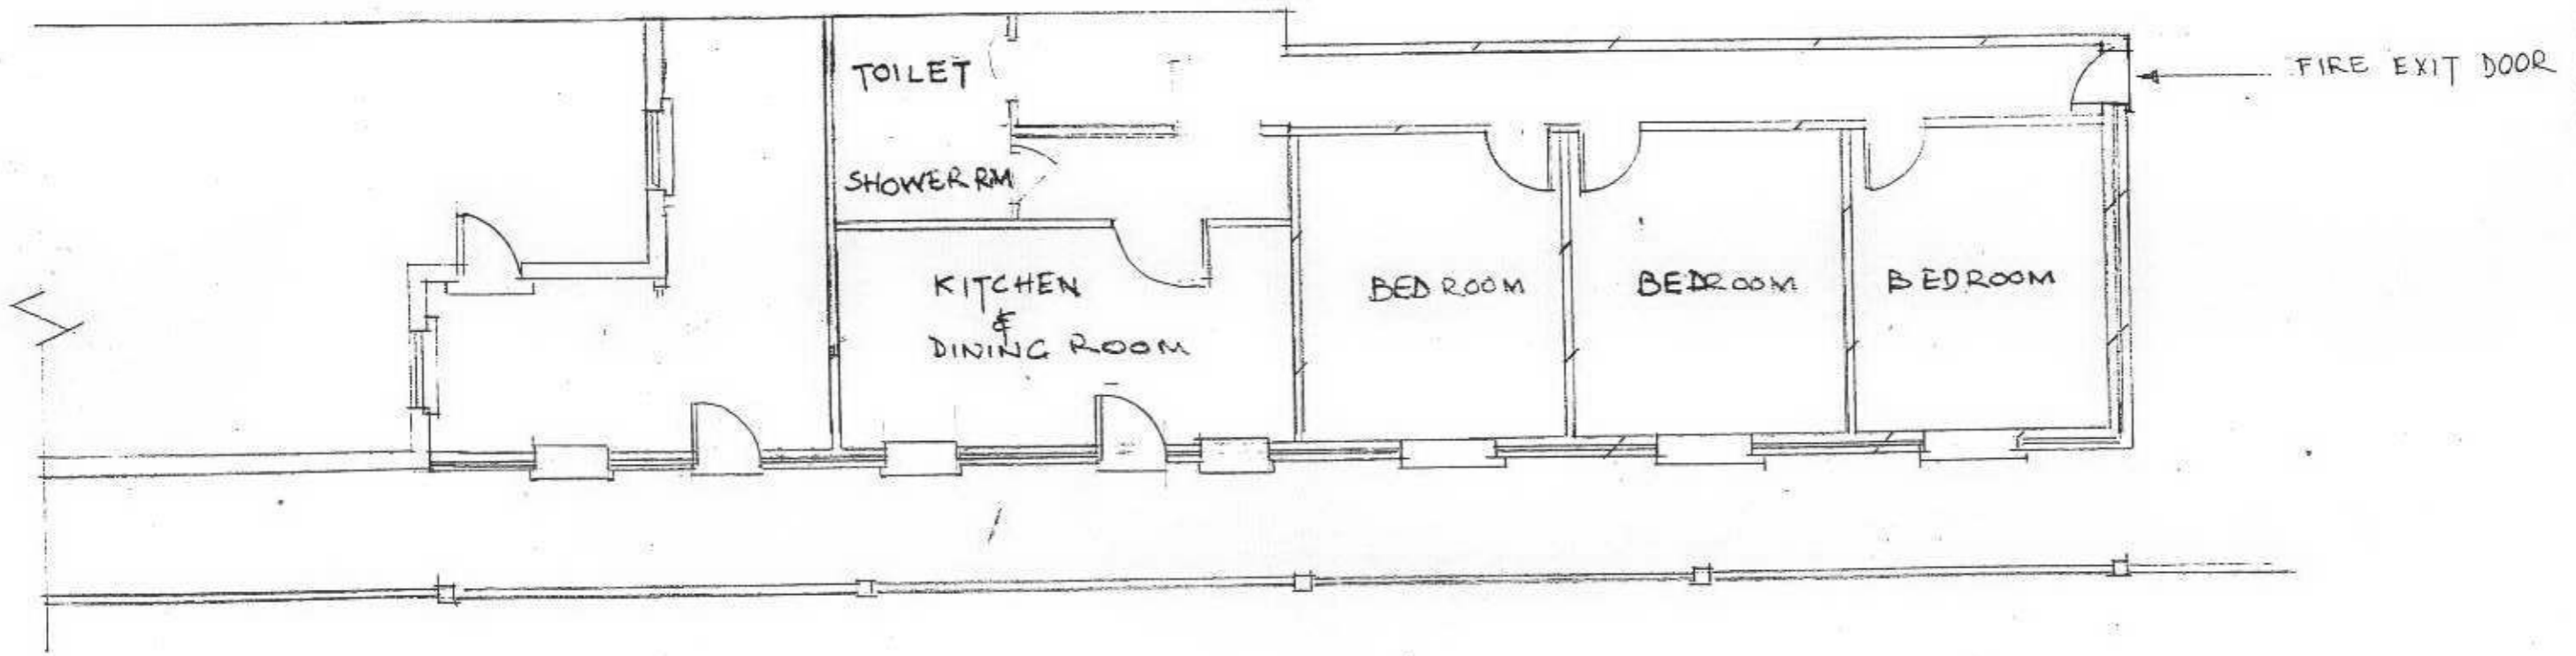 TOILET
FIRE EXIT DOOR
SHOWER RM
KITCHEN
&
DINING ROOM
BEDROOM
BEDROOM
BEDROOM